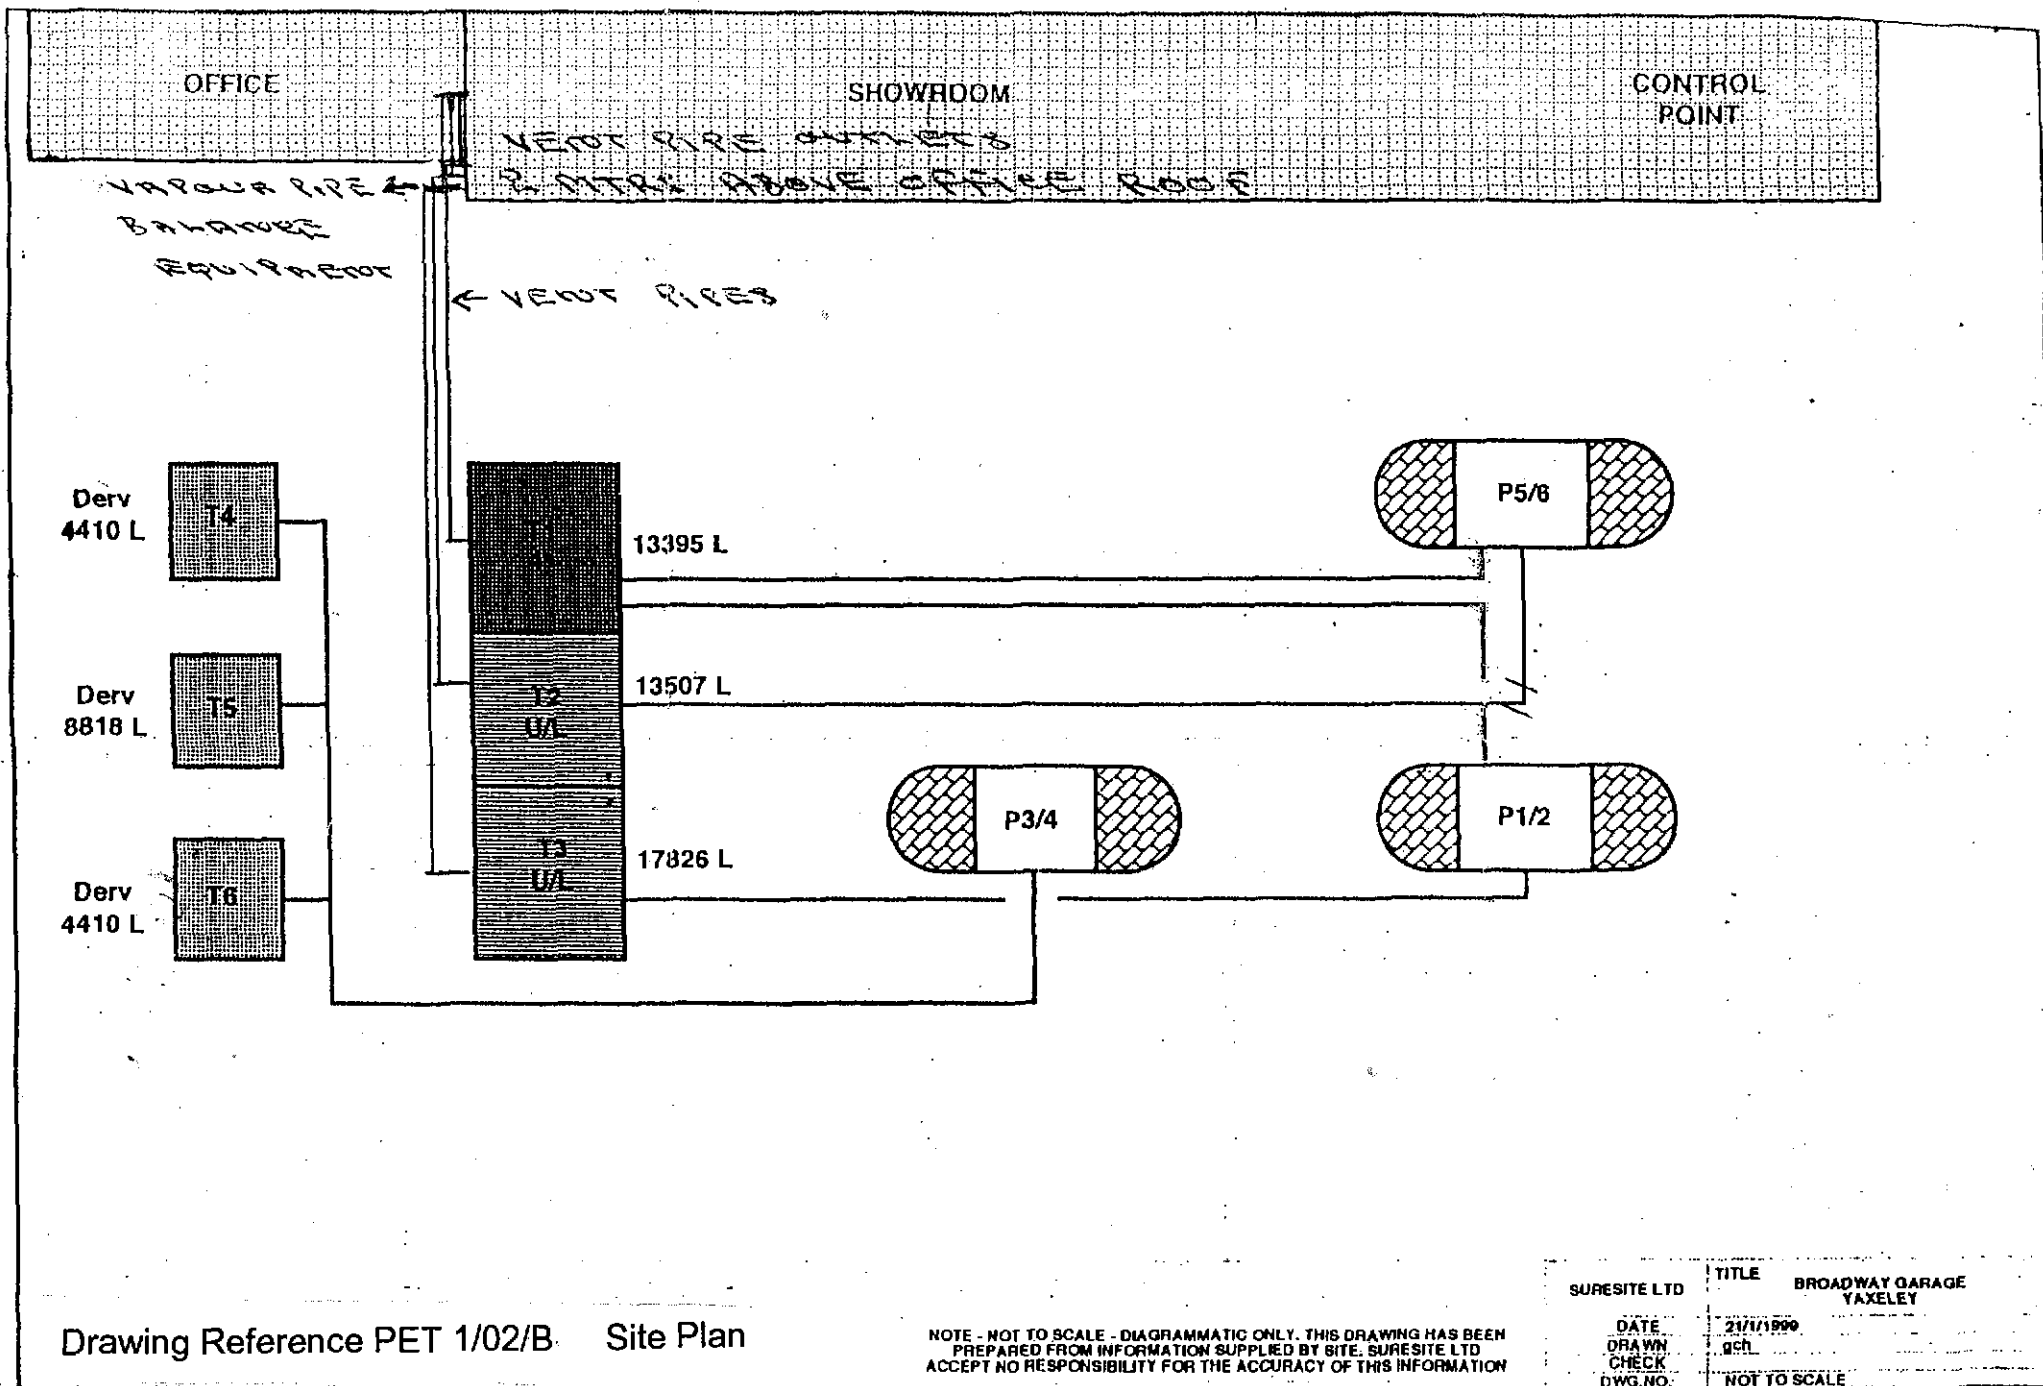 OFFICE
SHOWROOM
CONTROL
POINT
VENT PIPE OUTLETS
2 MTRS ABOVE OFFICE ROOF
VAPOUR PIPE
BALANCE
EQUIPMENT
VENT PIPES
Derv
4410 L
T4
T1
13395 L
P5/6
Derv
8818 L
T5
T2
U/L
13507 L
Derv
4410 L
T6
T3
U/L
17826 L
P3/4
P1/2
Drawing Reference PET 1/02/B Site Plan
NOTE - NOT TO SCALE - DIAGRAMMATIC ONLY. THIS DRAWING HAS BEEN
PREPARED FROM INFORMATION SUPPLIED BY SITE. SURESITE LTD
ACCEPT NO RESPONSIBILITY FOR THE ACCURACY OF THIS INFORMATION
SURESITE LTD
TITLE
BROADWAY GARAGE
YAXELEY
DATE 21/1/1999
DRAWN gch
CHECK
DWG.NO. NOT TO SCALE